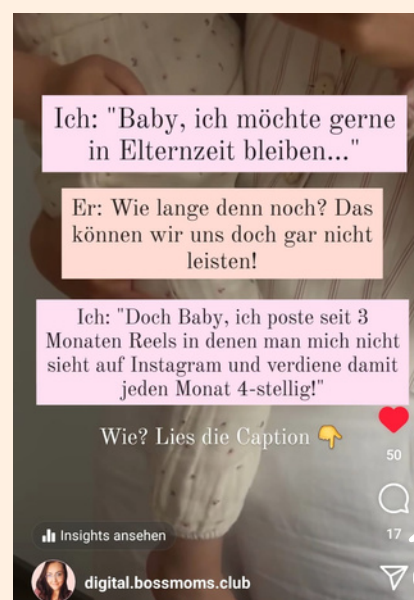 Ich: "Baby, ich möchte gerne
in Elternzeit bleiben..."
Er: Wie lange denn noch? Das
können wir uns doch gar nicht
leisten!
Ich: "Doch Baby, ich poste seit 3
Monaten Reels in denen man mich nicht
sieht auf Instagram und verdiene damit
jeden Monat 4-stellig!"
Wie? Lies die Caption 👇
50
17
Insights ansehen
digital.bossmoms.club